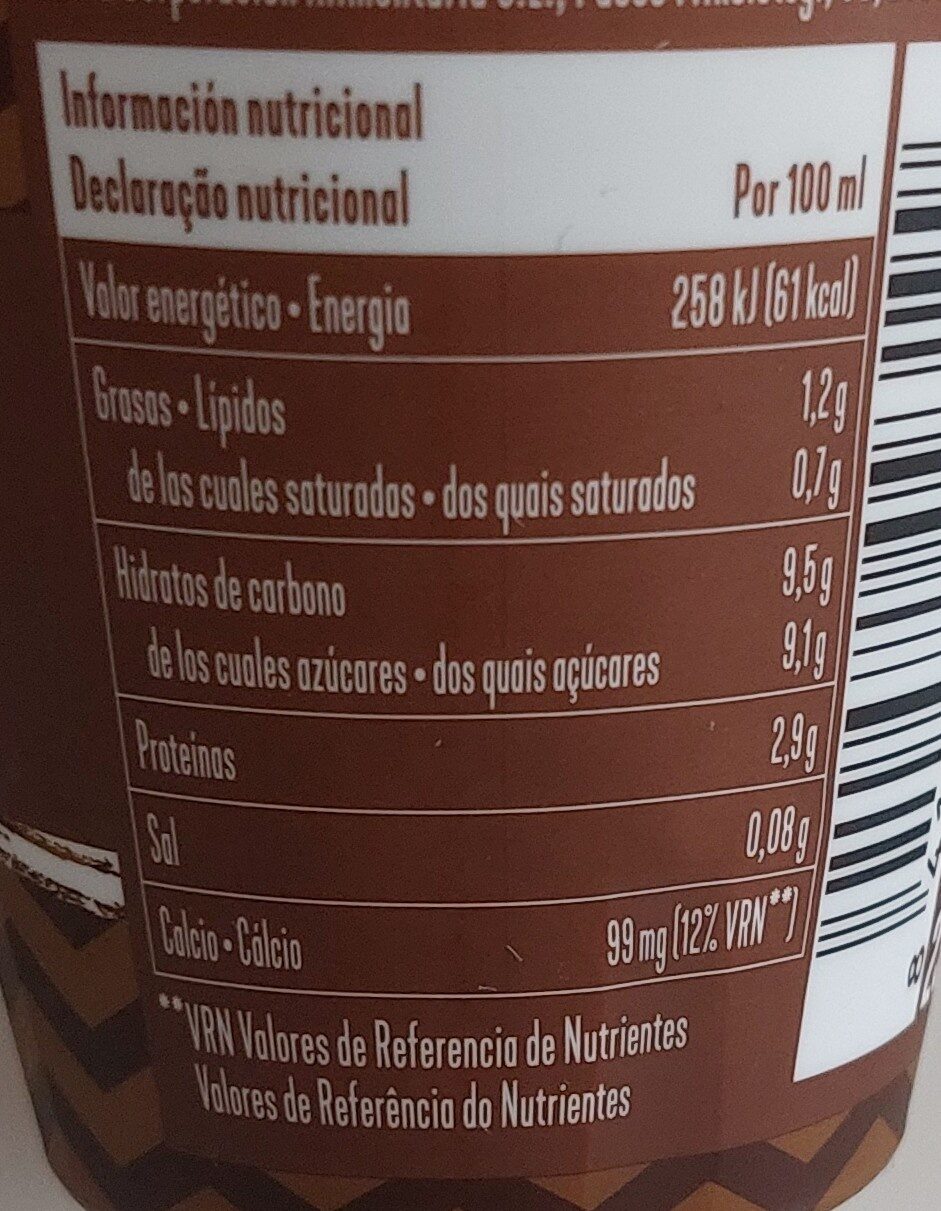 Información nutricional
Declaração nutricional Por 100 ml
Valor energético • Energia 258 kJ (61 kcal)
Grasas • Lípidos 1,2 g
de las cuales saturadas • dos quais saturados 0,7 g
Hidratos de carbono 9,5 g
de los cuales azúcares • dos quais açúcares 9,1 g
Proteínas 2,9 g
Sal 0,08 g
Calcio • Cálcio 99 mg (12% VRN**)
**VRN Valores de Referencia de Nutrientes
Valores de Referência do Nutrientes